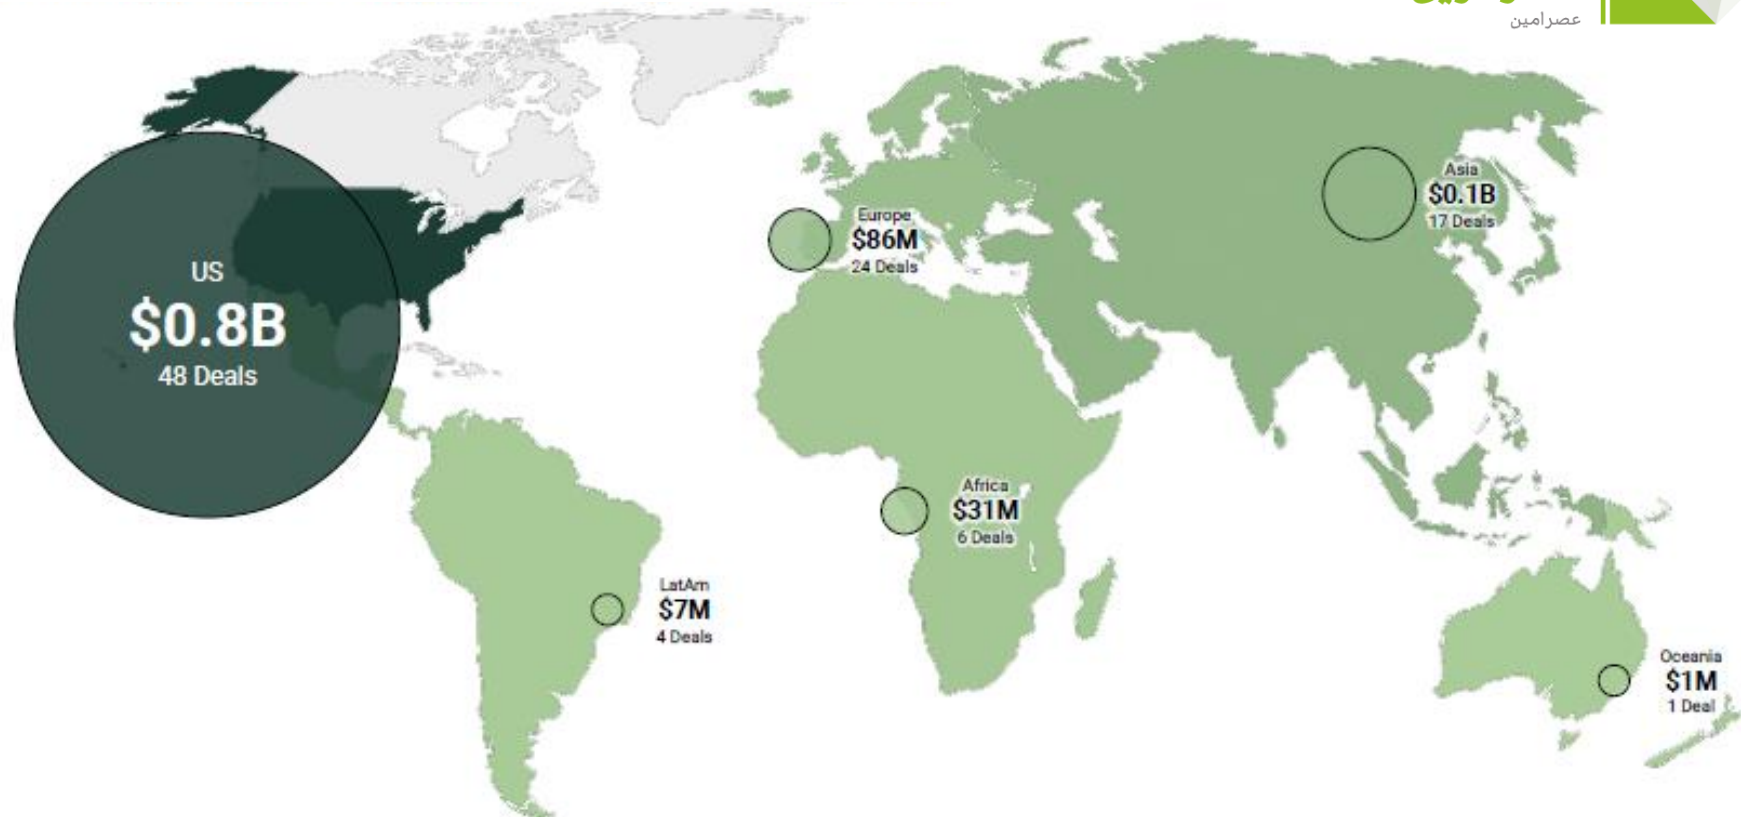 عصرامین
US
$0.8B
48 Deals
Europe
$86M
24 Deals
Asia
$0.1B
17 Deals
Africa
$31M
6 Deals
LatAm
$7M
4 Deals
Oceania
$1M
1 Deal